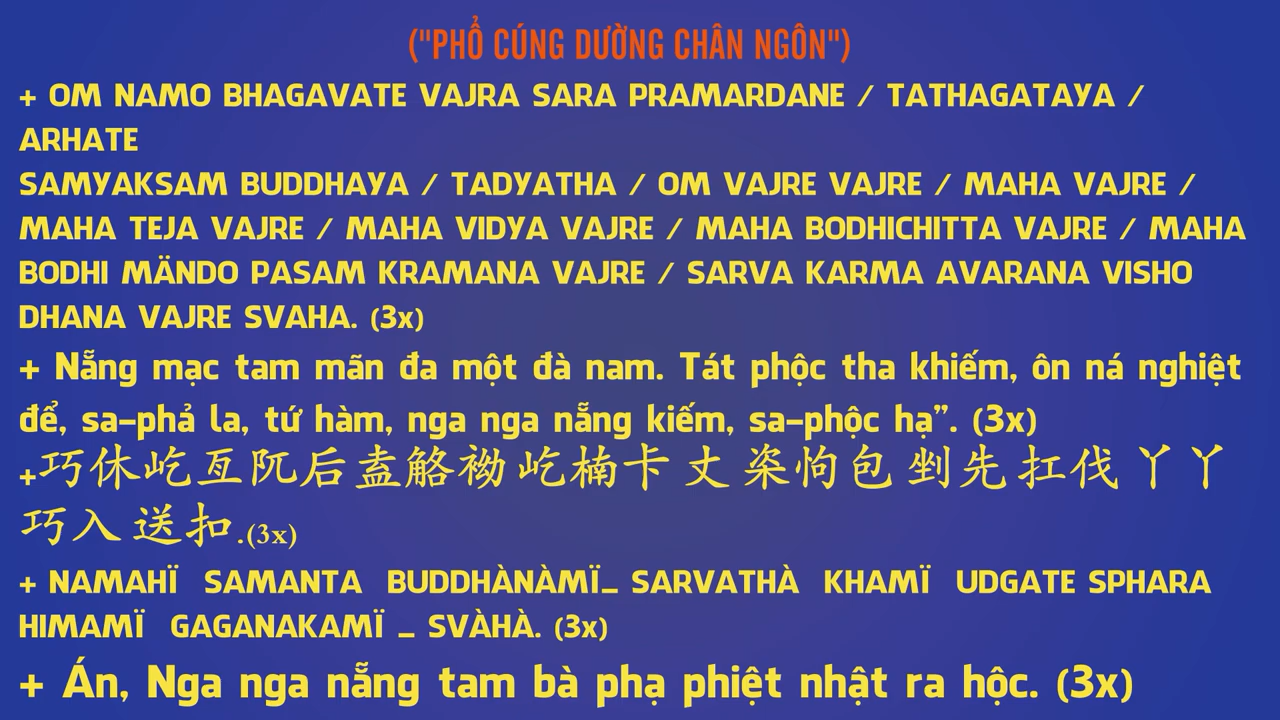 ("PHỔ CÚNG DƯỜNG CHÂN NGÔN")
+ OM NAMO BHAGAVATE VAJRA SARA PRAMARDANE / TATHAGATAYA /
ARHATE
SAMYAKSAM BUDDHAYA / TADYATHA / OM VAJRE VAJRE / MAHA VAJRE /
MAHA TEJA VAJRE / MAHA VIDYA VAJRE / MAHA BODHICHITTA VAJRE / MAHA
BODHI MÄNDO PASAM KRAMANA VAJRE / SARVA KARMA AVARANA VISHO
DHANA VAJRE SVAHA. (3x)
+ Nẵng mạc tam mãn đa một đà nam. Tát phộc tha khiếm, ôn ná nghiệt
để, sa-phả la, tứ hàm, nga nga nẵng kiếm, sa-phộc hạ”. (3x)
+巧休屹亙阢后盍觡袎屹楠卡丈桼怐包剉先扛伐丫丫
巧入送扣.(3x)
+ NAMAHÏ SAMANTA BUDDHÀNÀMÏ_ SARVATHÀ KHAMÏ UDGATE SPHARA
HIMAMÏ GAGANAKAMÏ _ SVÀHÀ. (3x)
+ Án, Nga nga nẵng tam bà phạ phiệt nhật ra hộc. (3x)